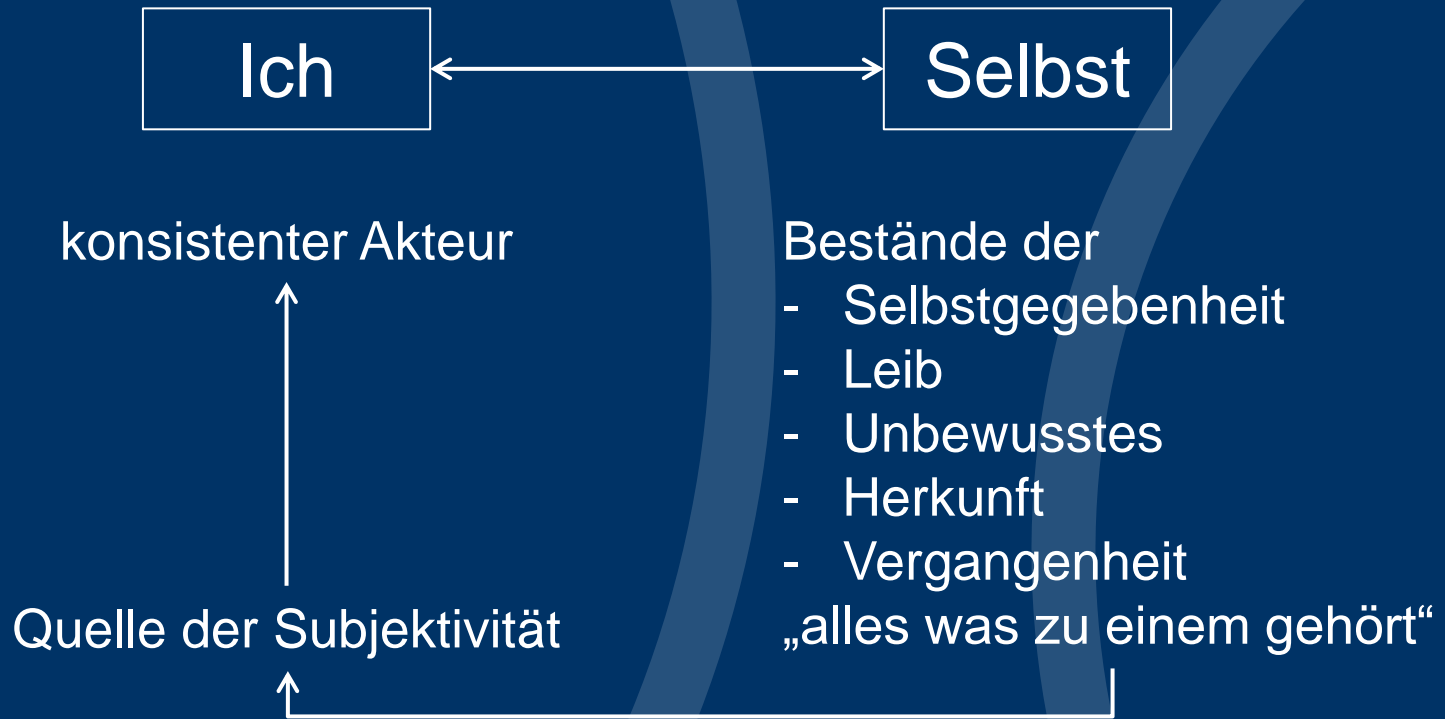 Ich
Selbst
konsistenter Akteur
Quelle der Subjektivität
Bestände der
- Selbstgegebenheit
- Leib
- Unbewusstes
- Herkunft
- Vergangenheit
„alles was zu einem gehört“